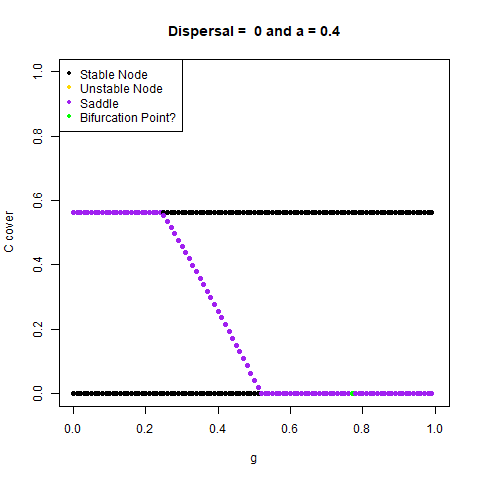 Dispersal =  0 and a = 0.4
Stable Node
Unstable Node
Saddle
Bifurcation Point?
C cover
1.0
0.8
0.6
0.4
0.2
0.0
0.0 0.2 0.4 0.6 0.8 1.0
g